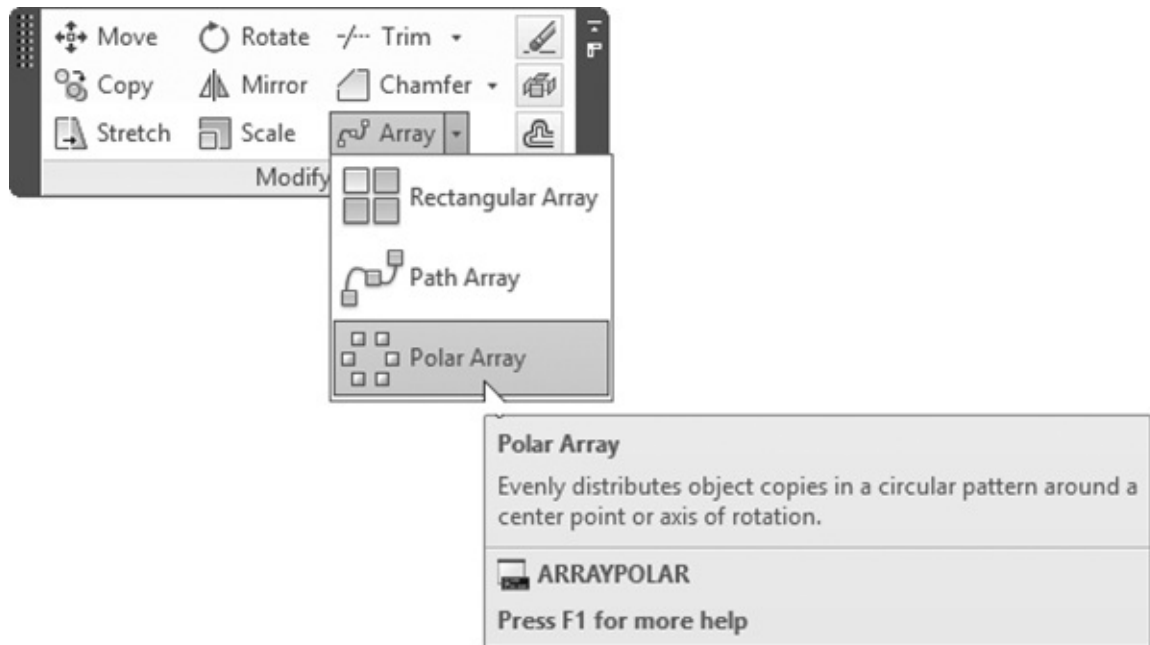 Move Rotate Trim
Copy Mirror Chamfer
Stretch Scale Array
Modify
Rectangular Array
Path Array
Polar Array
Polar Array
Evenly distributes object copies in a circular pattern around a
center point or axis of rotation.
ARRAYPOLAR
Press F1 for more help